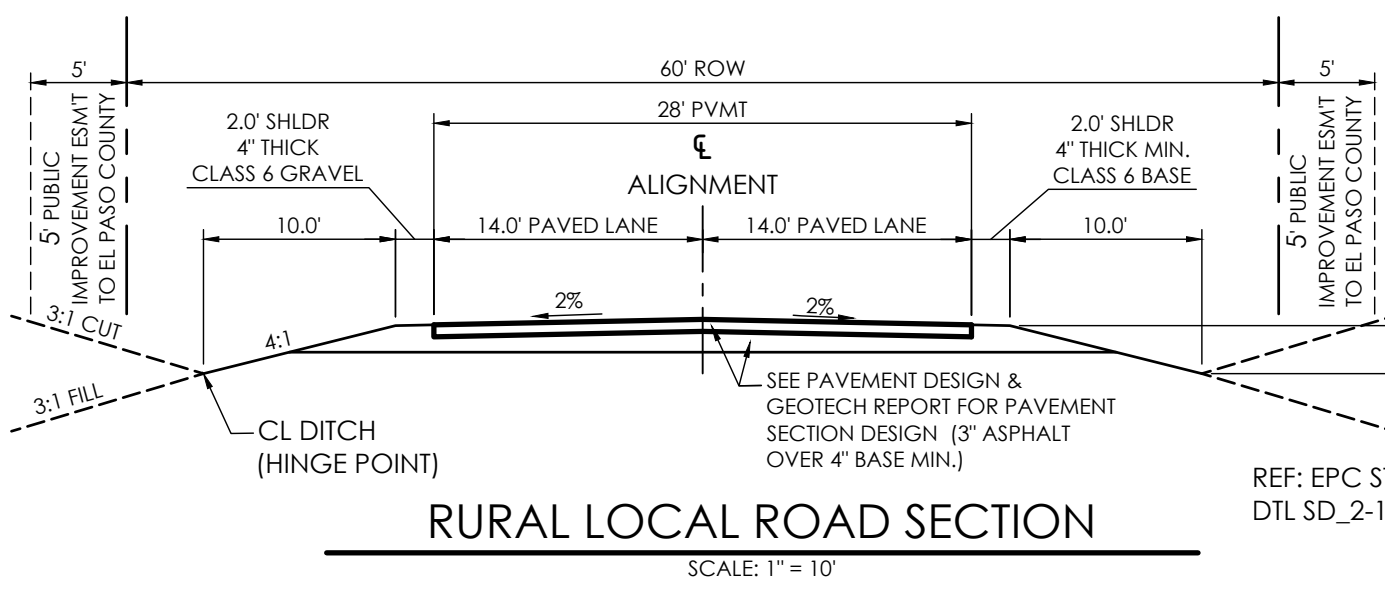 5'
60' ROW
5'
5' PUBLIC
IMPROVEMENT ESM'T
TO EL PASO COUNTY
2.0' SHLDR
4" THICK
CLASS 6 GRAVEL
28' PVMT
℄
ALIGNMENT
2.0' SHLDR
4" THICK MIN.
CLASS 6 BASE
5' PUBLIC
IMPROVEMENT ESM'T
TO EL PASO COUNTY
10.0'
14.0' PAVED LANE
14.0' PAVED LANE
10.0'
2%
2%
3:1 CUT
4:1
3:1 FILL
CL DITCH
(HINGE POINT)
SEE PAVEMENT DESIGN &
GEOTECH REPORT FOR PAVEMENT
SECTION DESIGN (3" ASPHALT
OVER 4" BASE MIN.)
REF: EPC
DTL SD_2-1
RURAL LOCAL ROAD SECTION
SCALE: 1" = 10'